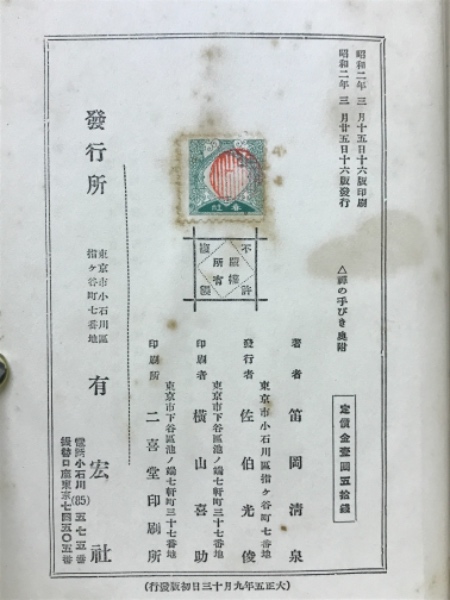 昭和二年三月十五日十六版印刷
昭和二年三月廿五日十六版發行
△禪の手びき奥附
定價金壹圓五拾錢
著者 笛岡清泉
東京市小石川區指ヶ谷町七番地
發行者 佐伯光俊
東京市下谷區池ノ端七軒町三十七番地
印刷者 橫山喜助
東京市下谷區池ノ端七軒町三十七番地
印刷所 二喜堂印刷所
不許
複製
版權
所有
發行所
東京市小石川區
指ヶ谷町七番地
有宏社
電話小石川(85)五七五番
振替口座東京七四五〇五番
(大正五年九月十三日初版發行)